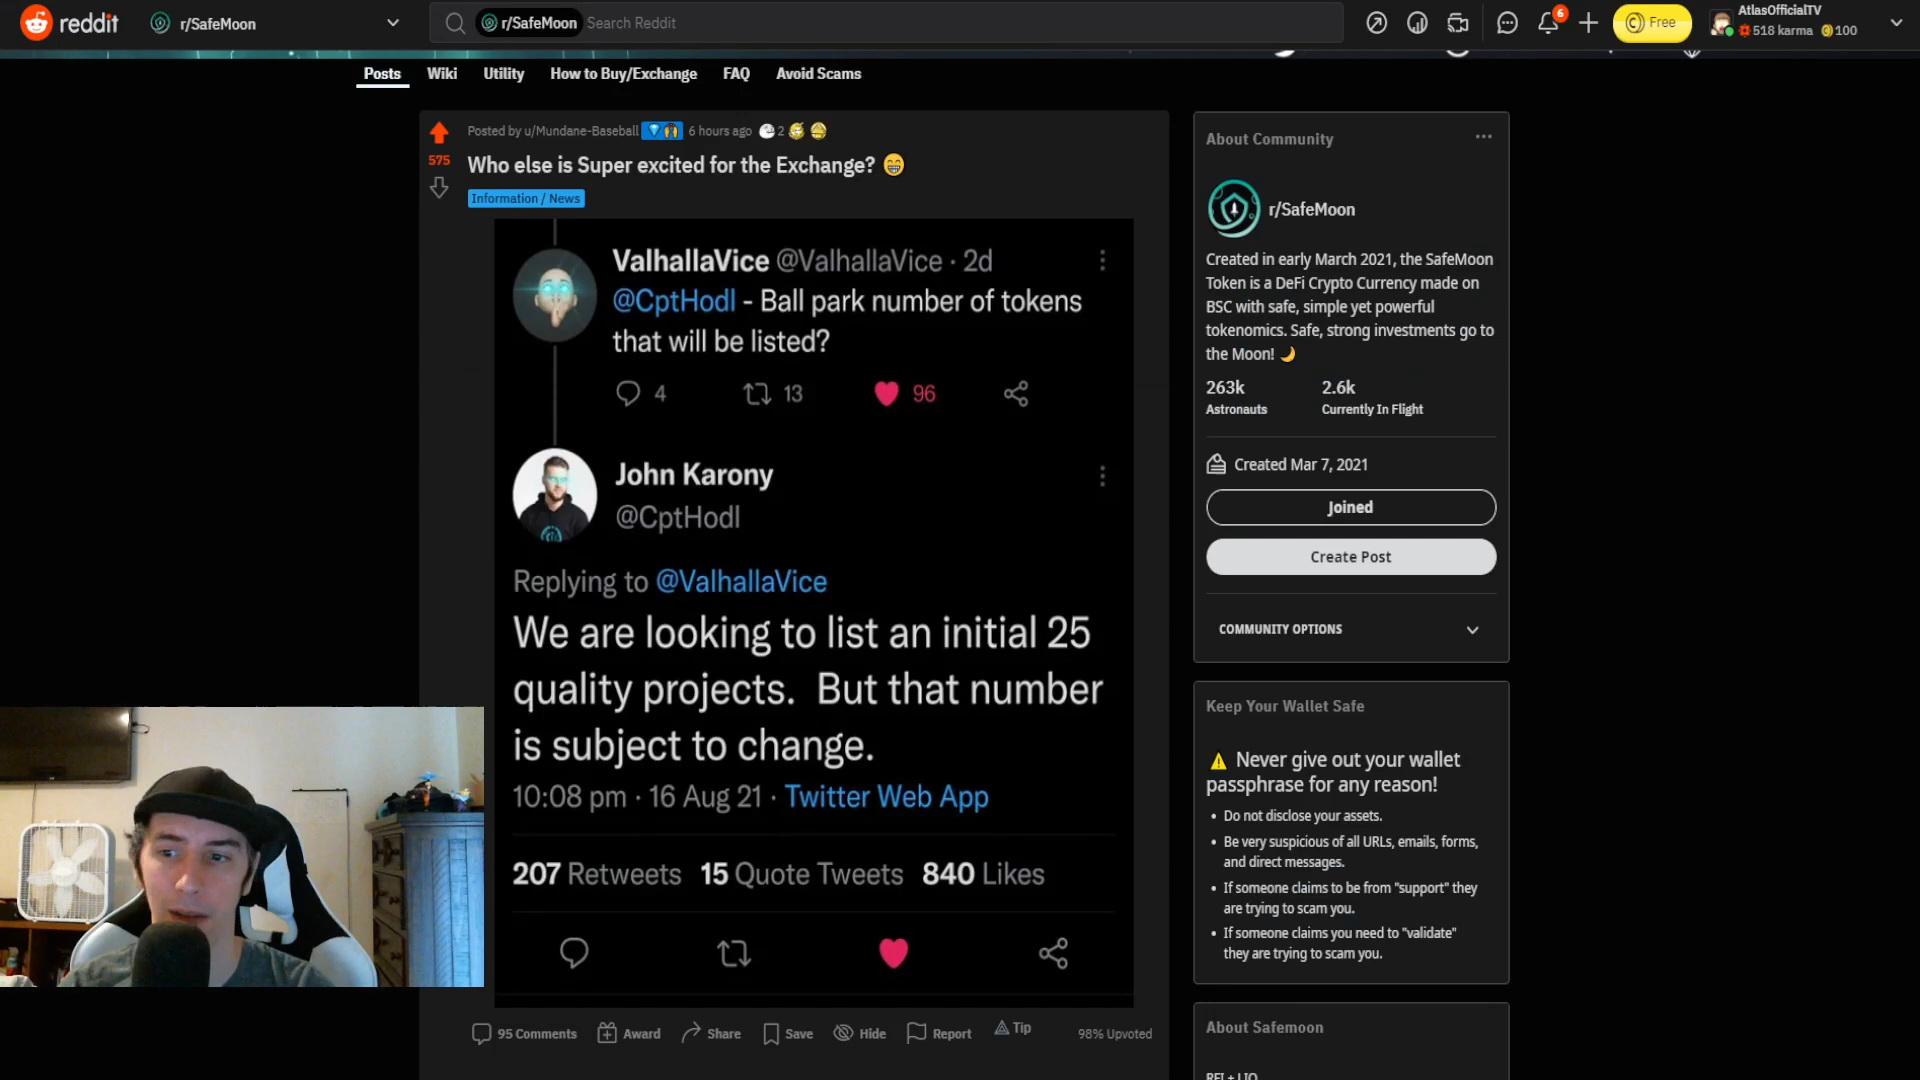 reddit
r/SafeMoon
r/SafeMoon Search Reddit
6
Free
AtlasOfficialTV
518 karma 100
Posts Wiki Utility How to Buy/Exchange FAQ Avoid Scams
575
Posted by u/Mundane-Baseball 6 hours ago 2
Who else is Super excited for the Exchange?
Information / News
ValhallaVice @ValhallaVice · 2d
@CptHodl - Ball park number of tokens
that will be listed?
4 13 96
John Karony
@CptHodl
Replying to @ValhallaVice
We are looking to list an initial 25
quality projects. But that number
is subject to change.
10:08 pm · 16 Aug 21 · Twitter Web App
207 Retweets 15 Quote Tweets 840 Likes
95 Comments Award Share Save Hide Report Tip 98% Upvoted
About Community
r/SafeMoon
Created in early March 2021, the SafeMoon
Token is a DeFi Crypto Currency made on
BSC with safe, simple yet powerful
tokenomics. Safe, strong investments go to
the Moon!
263k 2.6k
Astronauts Currently In Flight
Created Mar 7, 2021
Joined
Create Post
COMMUNITY OPTIONS
Keep Your Wallet Safe
Never give out your wallet
passphrase for any reason!
• Do not disclose your assets.
• Be very suspicious of all URLs, emails, forms,
and direct messages.
• If someone claims to be from "support" they
are trying to scam you.
• If someone claims you need to "validate"
they are trying to scam you.
About Safemoon